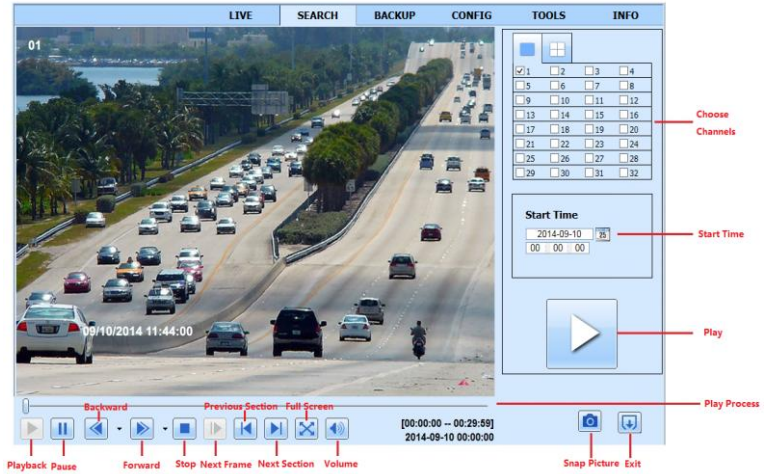 LIVE SEARCH BACKUP CONFIG TOOLS INFO
01
1 2 3 4
5 6 7 8
9 10 11 12
13 14 15 16
17 18 19 20
21 22 23 24
25 26 27 28
29 30 31 32
Choose
Channels
Start Time
2014-09-10 25
00 00 00
Start Time
09/10/2014 11:44:00
Play
Play Process
Backward Previous Section Full Screen
[00:00:00 -- 00:29:59]
2014-09-10 00:00:00
Playback Pause Forward Stop Next Frame Next Section Volume Snap Picture Exit